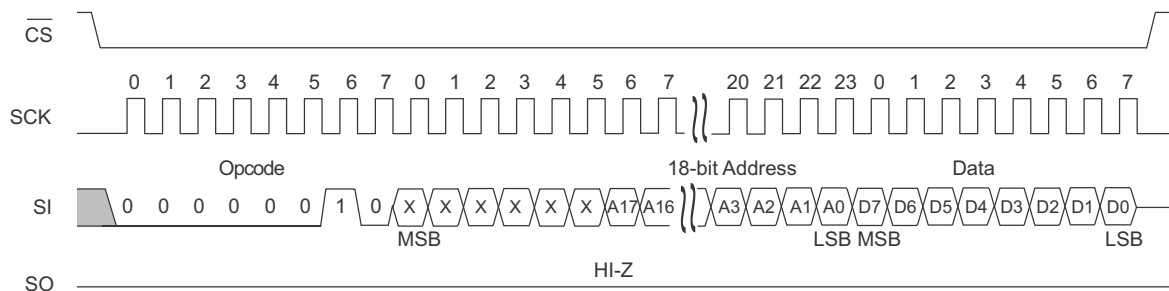 CS
0 1 2 3 4 5 6 7 0 1 2 3 4 5 6 7 20 21 22 23 0 1 2 3 4 5 6 7
SCK
Opcode 18-bit Address Data
SI 0 0 0 0 0 0 1 0 X X X X X X A17 A16 A3 A2 A1 A0 D7 D6 D5 D4 D3 D2 D1 D0
MSB LSB MSB LSB
HI-Z
SO